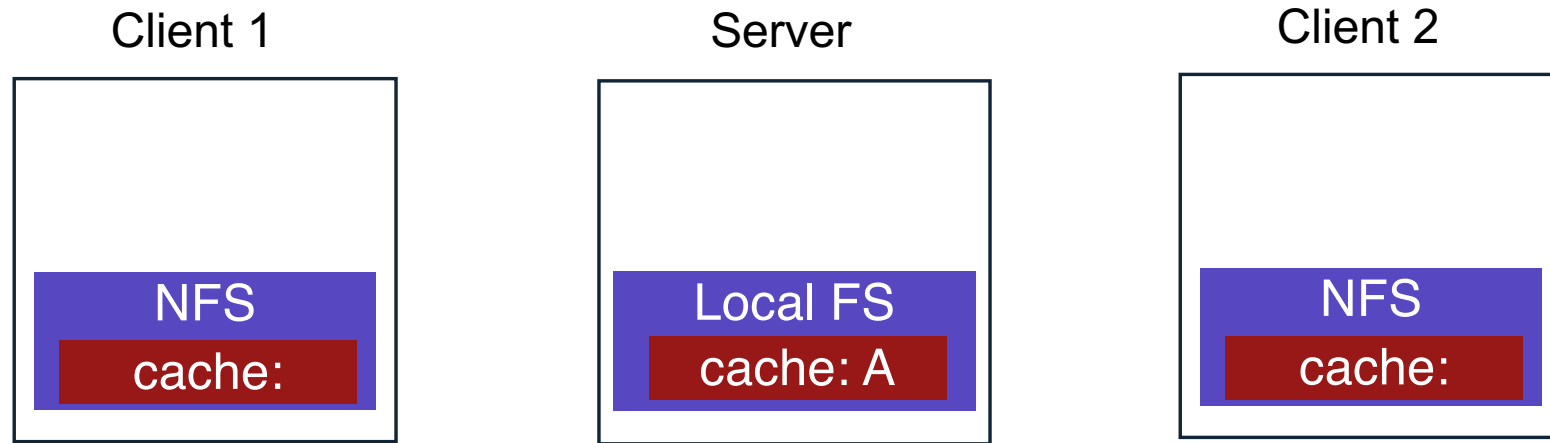 Client 1
NFS
cache:
Server
Local FS
cache: A
Client 2
NFS
cache: